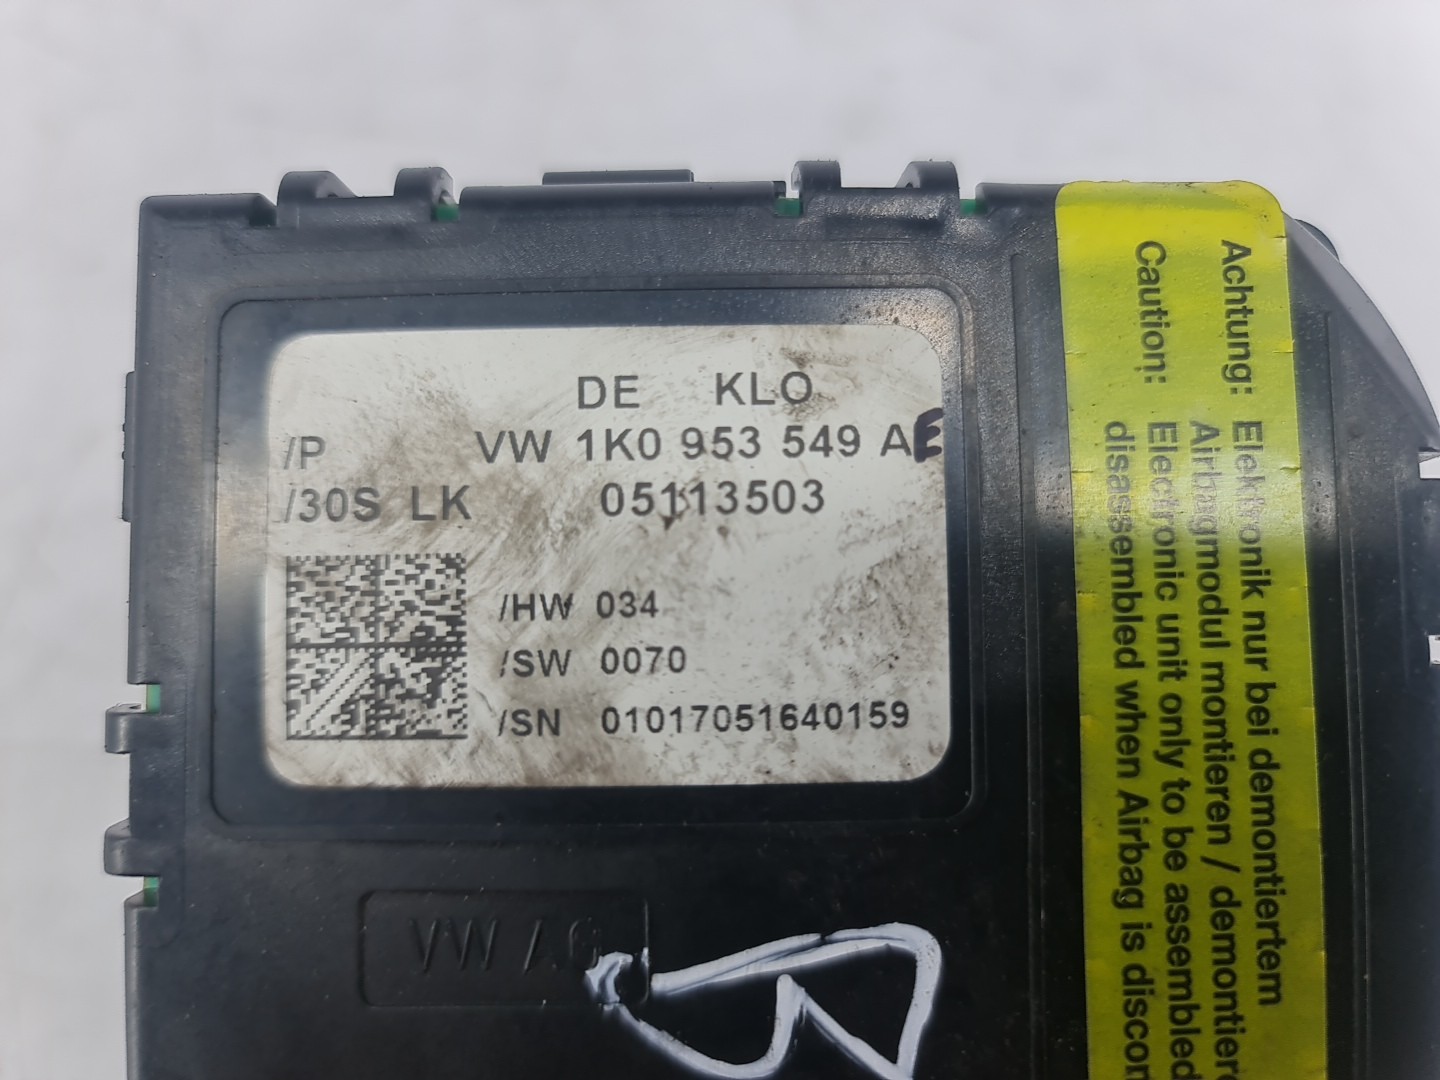 DE KLO
/P VW 1K0 953 549 AE
/30S LK 05113503
/HW 034
/SW 0070
/SN 01017051640159
VW AG
Achtung: Elektronik nur bei demontiertem
Airbagmodul montieren / demontiere
Caution: Electronic unit only to be assembled
disassembled when Airbag is discon